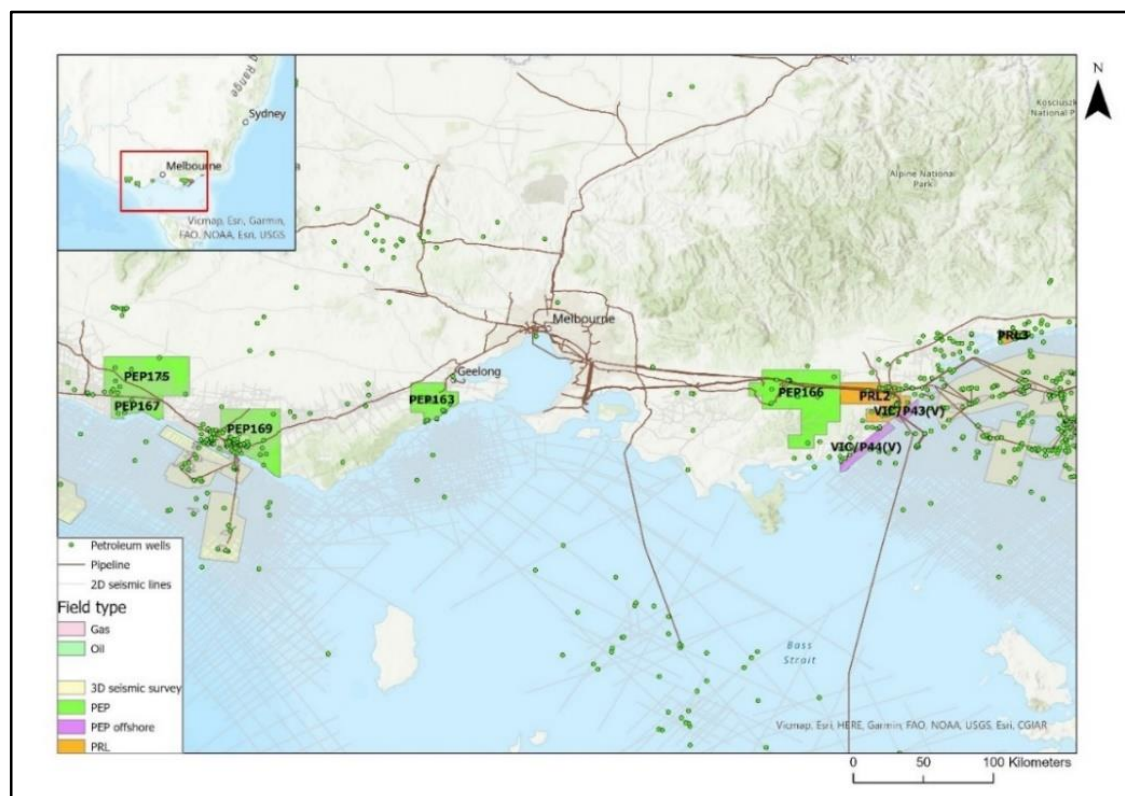 N
Range
Sydney
Melbourne
Vicmap, Esri, Garmin,
FAO, NOAA, Esri, USGS
Kosciuszk
National P
Alpine National
Park
Melbourne
Geelong
PEP175
PEP167
PEP169
PEP163
PEP166
PRL2
PRL3
VIC/P43(V)
VIC/P44(V)
Bass
Strait
Petroleum wells
Pipeline
2D seismic lines
Field type
Gas
Oil
3D seismic survey
PEP
PEP offshore
PRL
Vicmap, Esri, HERE, Garmin, FAO, NOAA, USGS, Esri, CGIAR
0 50 100 Kilometers